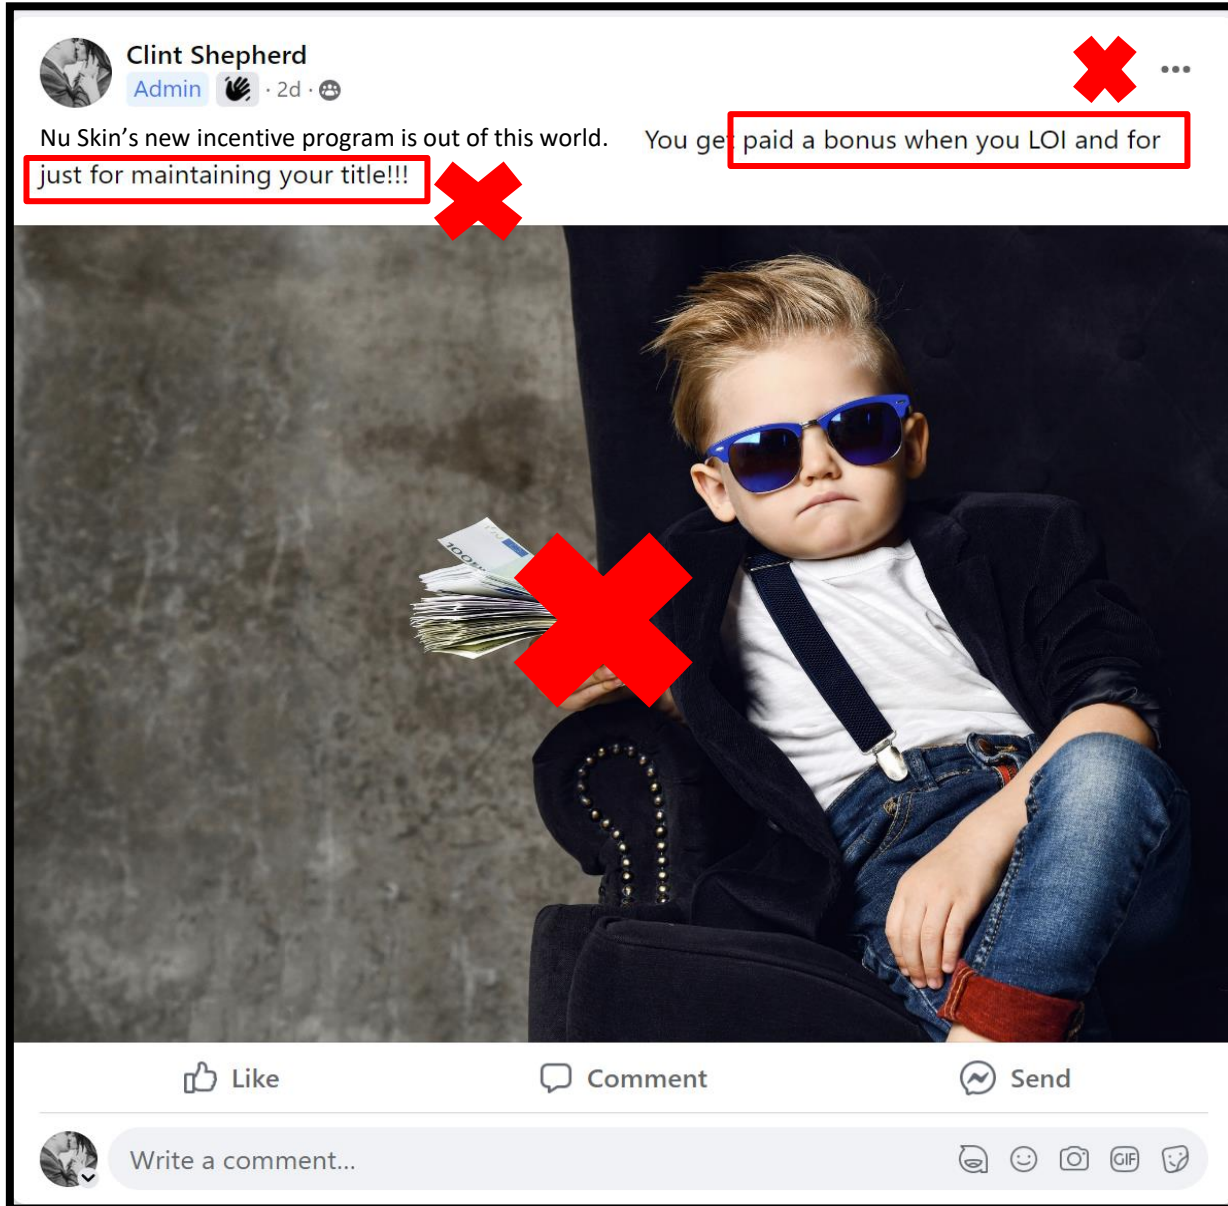 Clint Shepherd
Admin · 2d ·
Nu Skin's new incentive program is out of this world. You get paid a bonus when you LOI and for
just for maintaining your title!!!
100
Like Comment Send
Write a comment...
GIF